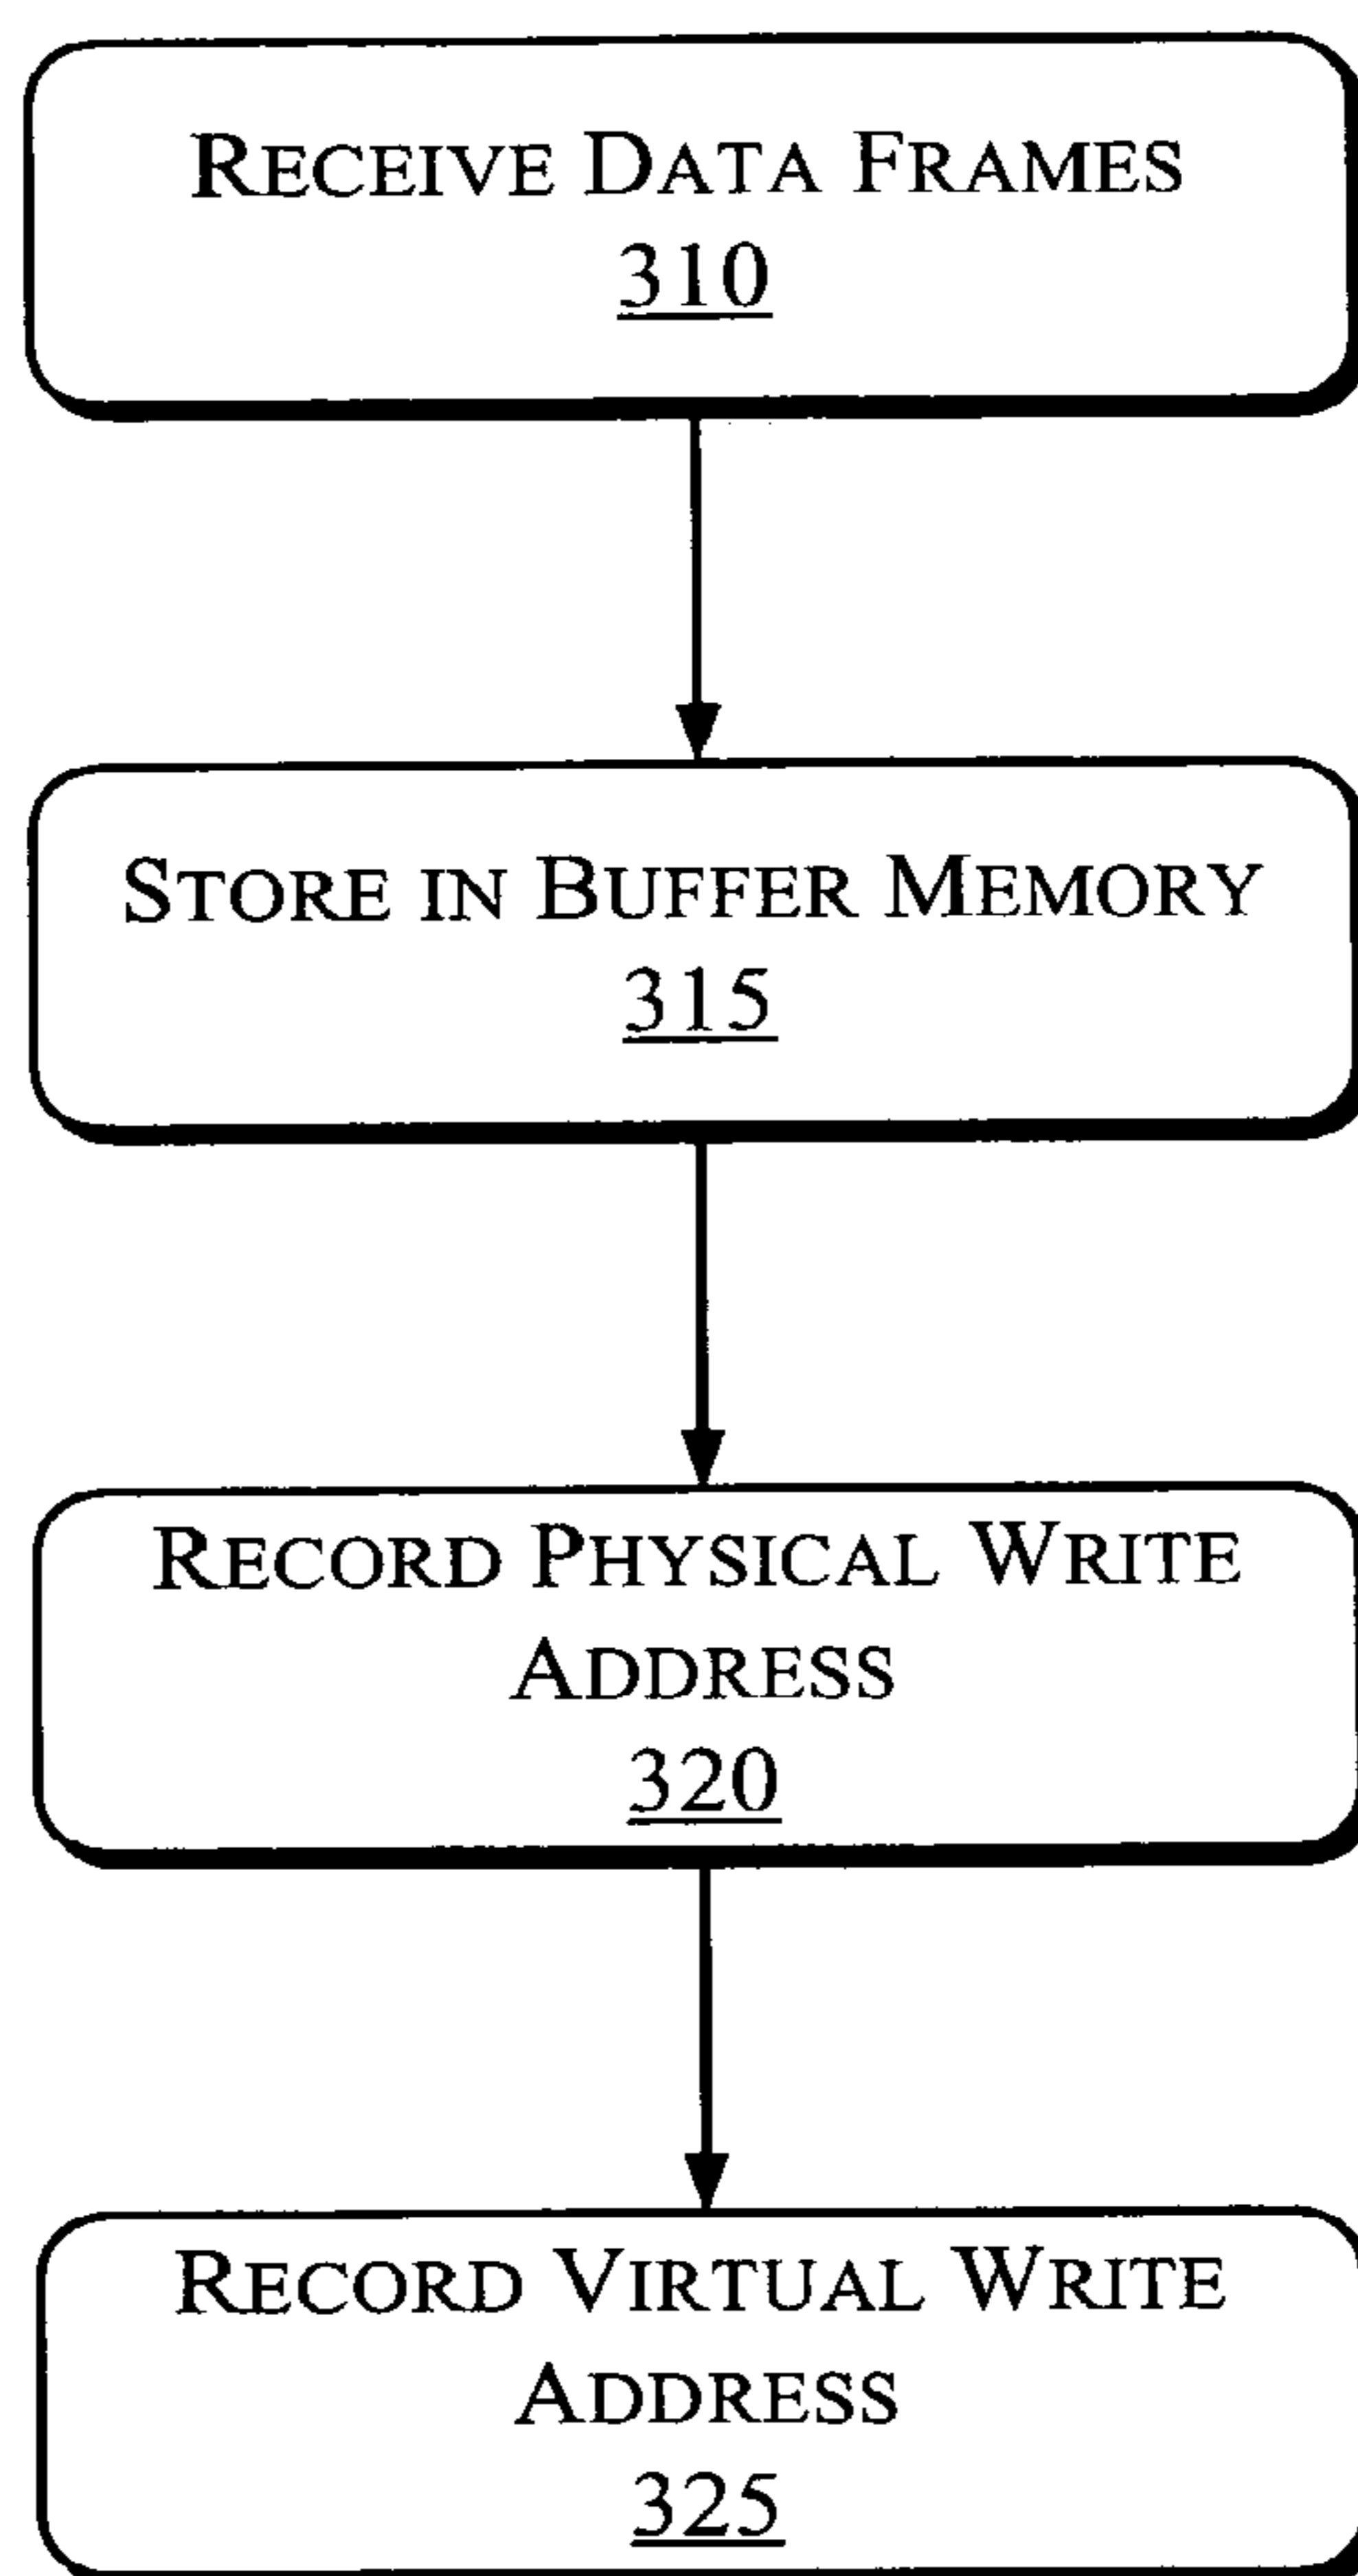 RECEIVE DATA FRAMES
310
STORE IN BUFFER MEMORY
315
RECORD PHYSICAL WRITE
ADDRESS
320
RECORD VIRTUAL WRITE
ADDRESS
325